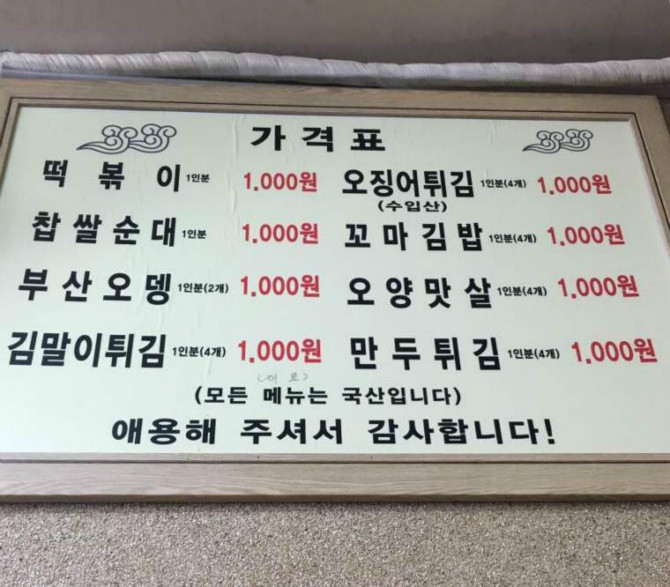 가격표
떡볶이 1인분 1.000원 오징어튀김 1인분(4개) 1.000원
(수입산)
찹쌀순대 1인분 1.000원 꼬마김밥 1인분(4개) 1.000원
부산오뎅 1인분(2개) 1.000원 오양맛살 1인분(4개) 1.000원
김말이튀김 1인분(4개) 1.000원 만두튀김 1인분(4개) 1.000원
(모든 메뉴는 국산입니다)
애용해 주셔서 감사합니다!